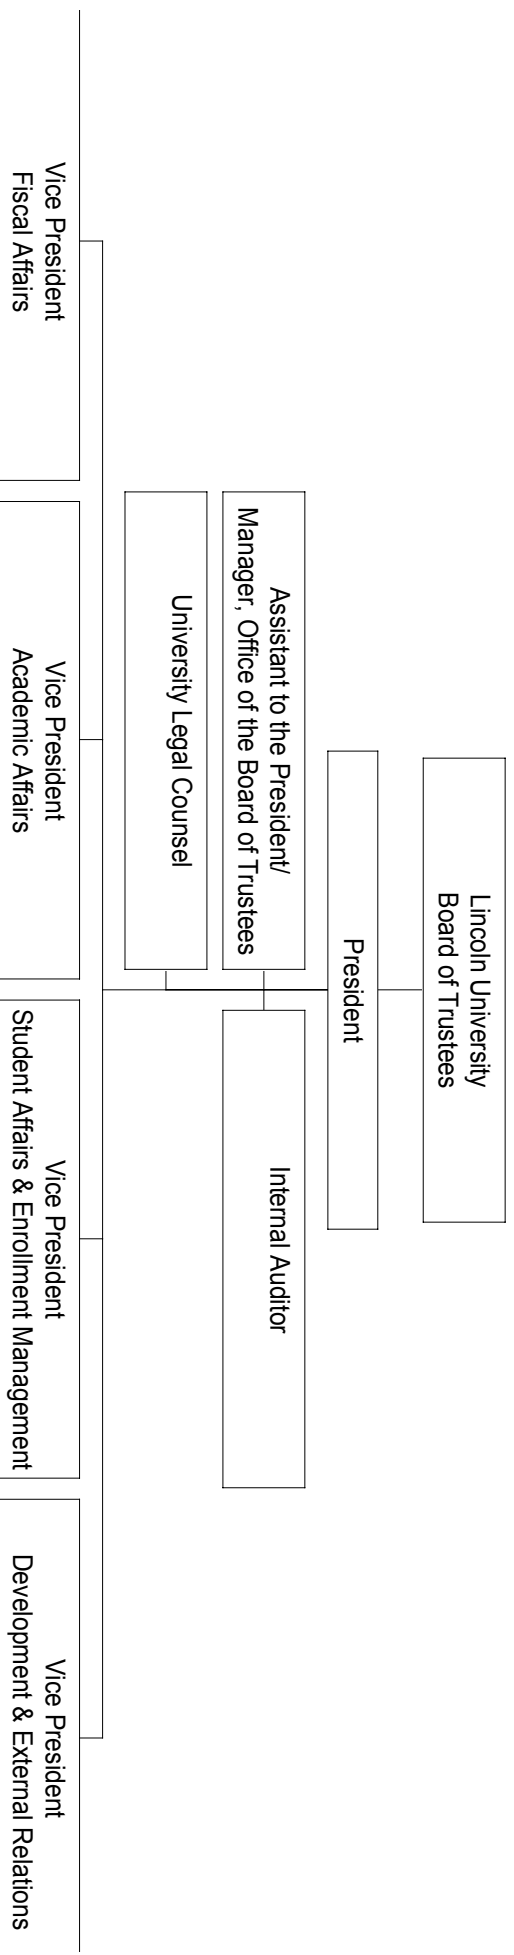 Lincoln University
Board of Trustees
President
Assistant to the President/
Manager, Office of the Board of Trustees
Internal Auditor
University Legal Counsel
Vice President
Fiscal Affairs
Vice President
Academic Affairs
Vice President
Student Affairs & Enrollment Management
Vice President
Development & External Relations